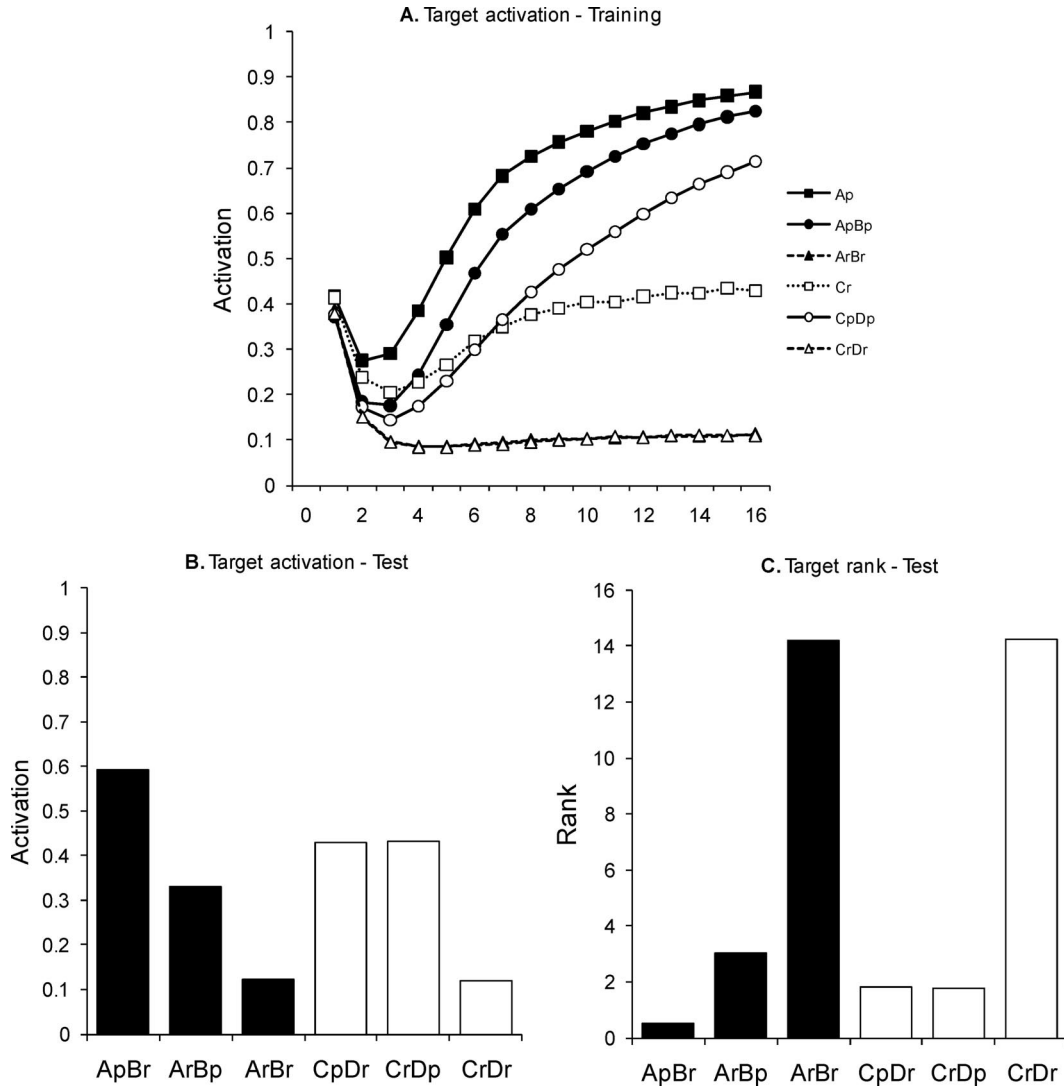 A. Target activation - Training
1
0.9
0.8
0.7
0.6
0.5
0.4
0.3
0.2
0.1
0
Activation
0 2 4 6 8 10 12 14 16
Ap
ApBp
ArBr
Cr
CpDp
CrDr
B. Target activation - Test
1
0.9
0.8
0.7
0.6
0.5
0.4
0.3
0.2
0.1
0
Activation
ApBr ArBp ArBr CpDr CrDp CrDr
C. Target rank - Test
16
14
12
10
8
6
4
2
0
Rank
ApBr ArBp ArBr CpDr CrDp CrDr